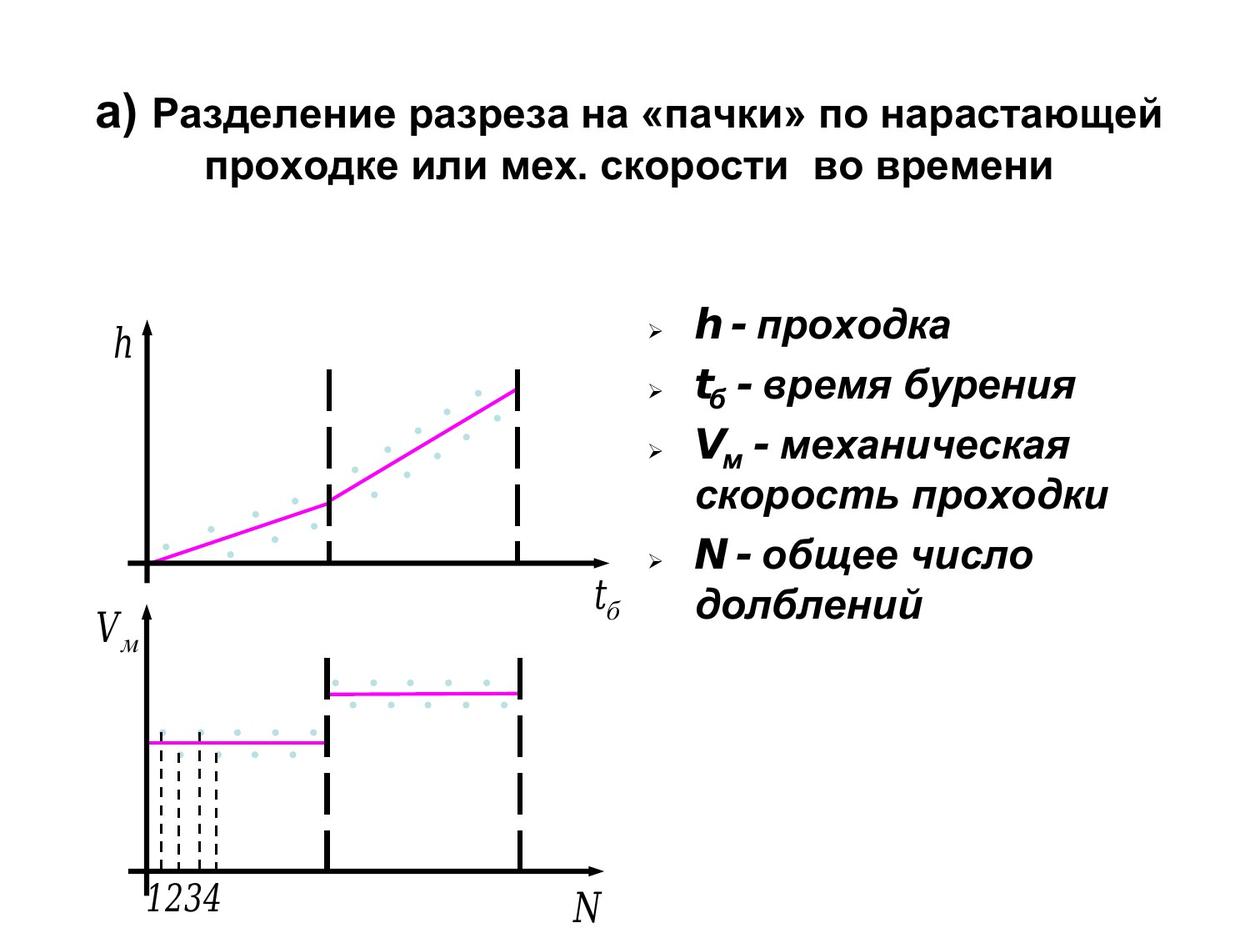 а) Разделение разреза на «пачки» по нарастающей
проходке или мех. скорости во времени
h
tб
Vм
1234
N
h - проходка
tб - время бурения
Vм - механическая
скорость проходки
N - общее число
долблений